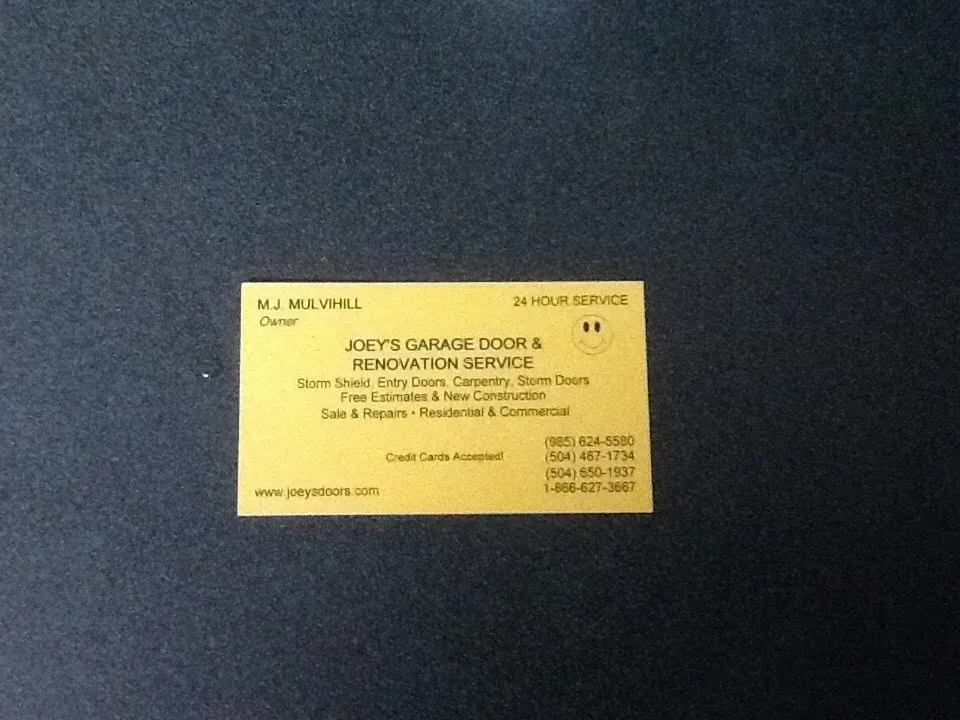 M.J. MULVIHILL
Owner
24 HOUR SERVICE
JOEY'S GARAGE DOOR &
RENOVATION SERVICE
Storm Shield, Entry Doors, Carpentry, Storm Doors
Free Estimates & New Construction
Sale & Repairs • Residential & Commercial
Credit Cards Accepted!
(985) 624-5580
(504) 467-1734
(504) 650-1937
1-866-627-3667
www.joeysdoors.com